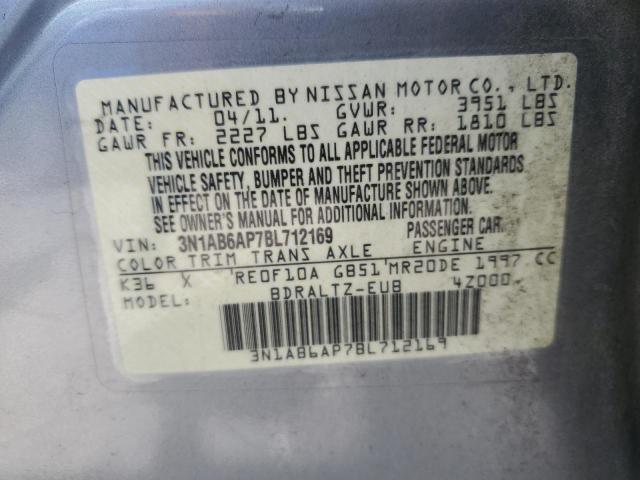 MANUFACTURED BY NISSAN MOTOR CO., LTD.
DATE: 04/11. GVWR: 3951 LBS
GAWR FR: 2227 LBS GAWR RR: 1810 LBS
THIS VEHICLE CONFORMS TO ALL APPLICABLE FEDERAL MOTOR
VEHICLE SAFETY, BUMPER AND THEFT PREVENTION STANDARDS
IN EFFECT ON THE DATE OF MANUFACTURE SHOWN ABOVE.
SEE OWNER'S MANUAL FOR ADDITIONAL INFORMATION.
VIN: 3N1AB6AP7BL712169 PASSENGER CAR.
COLOR TRIM TRANS AXLE ENGINE
K36 X 'RE0F10A GB51'MR20DE 1997 CC
MODEL: BDRALTZ-EUB 4Z000
3N1AB6AP7BL712169